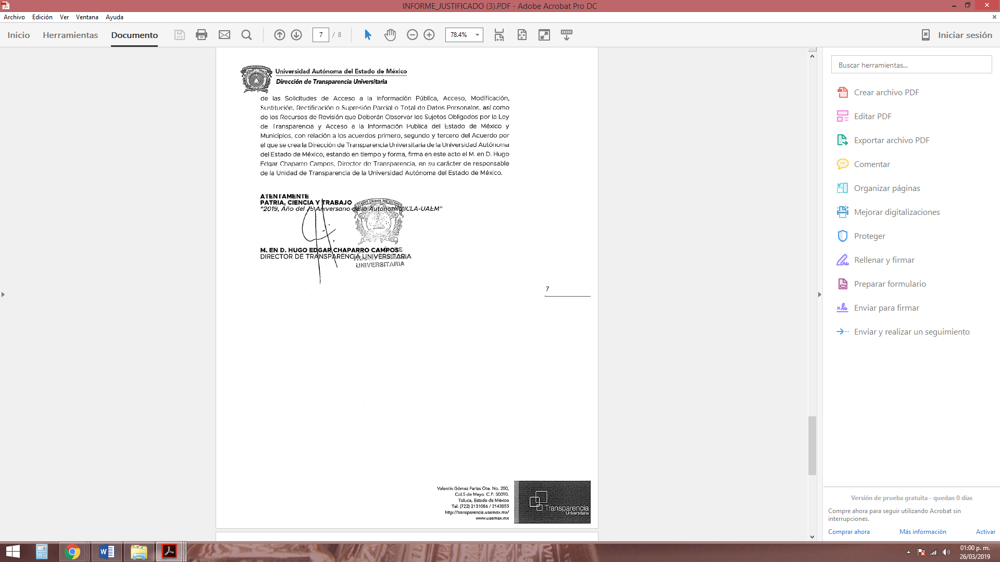 INFORME_JUSTIFICADO (3).PDF - Adobe Acrobat Pro DC
Archivo Edición Ver Ventana Ayuda
Inicio Herramientas Documento 7 / 8 78.4% Iniciar sesión
Universidad Autónoma del Estado de México
Dirección de Transparencia Universitaria
de las Solicitudes de Acceso a la Información Pública, Acceso, Modificación,
Sustitución, Rectificación o Supresión Parcial o Total de Datos Personales, así como
de los Recursos de Revisión que Deberán Observar los Sujetos Obligados por la Ley
de Transparencia y Acceso a la Información Pública del Estado de México y
Municipios, con relación a los acuerdos primero, segundo y tercero del Acuerdo por
el que se crea la Dirección de Transparencia Universitaria de la Universidad Autónoma
del Estado de México, estando en tiempo y forma, firma en este acto el M. en D. Hugo
Edgar Chaparro Campos, Director de Transparencia, en su carácter de responsable
de la Unidad de Transparencia de la Universidad Autónoma del Estado de México.
ATENTAMENTE
PATRIA, CIENCIA Y TRABAJO
"2019, Año del 75 Aniversario de la Autonomía ICLA-UAEM"
ESTADOS UNIDOS MEXICANOS
M. EN D. HUGO EDGAR CHAPARRO CAMPOS
DIRECTOR DE TRANSPARENCIA UNIVERSITARIA
UNIVERSITARIA
7
Valentín Gómez Farías Ote. No. 200,
Col.5 de Mayo. C.P. 50090.
Toluca, Estado de México
Tel. (722) 2131086 / 2143055
http://transparencia.uaemex.mx/
www.uaemex.mx
Transparencia
Universitaria
Buscar herramientas...
Crear archivo PDF
Editar PDF
Exportar archivo PDF
Comentar
Organizar páginas
Mejorar digitalizaciones
Proteger
Rellenar y firmar
Preparar formulario
Enviar para firmar
Enviar y realizar un seguimiento
Versión de prueba gratuita - quedan 0 días
Compre ahora para seguir utilizando Acrobat sin
interrupciones.
Comprar ahora Más información Activar
01:00 p. m.
26/03/2019